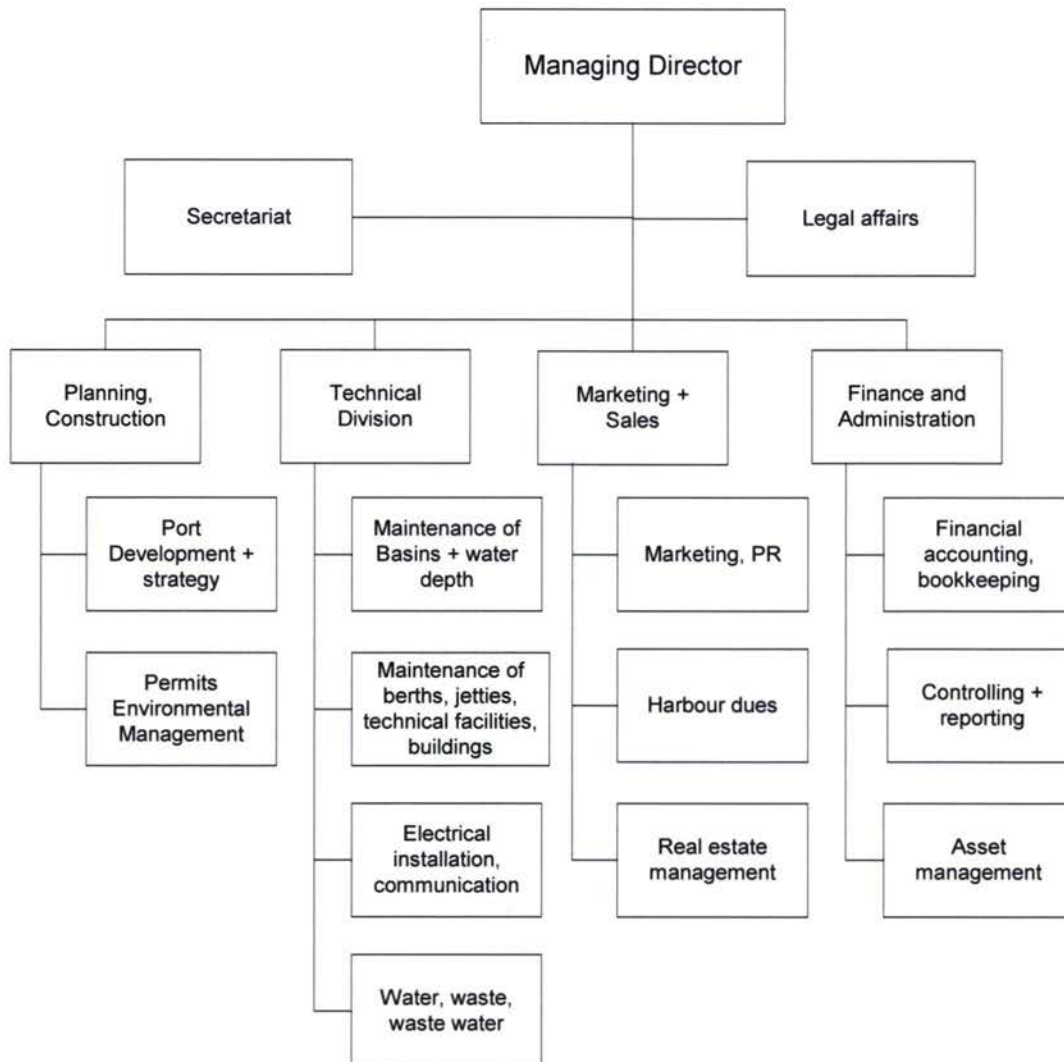 Managing Director
Secretariat
Legal affairs
Planning,
Construction
Technical
Division
Marketing +
Sales
Finance and
Administration
Port
Development +
strategy
Maintenance of
Basins + water
depth
Marketing, PR
Financial
accounting,
bookkeeping
Permits
Environmental
Management
Maintenance of
berths, jetties,
technical facilities,
buildings
Harbour dues
Controlling +
reporting
Electrical
installation,
communication
Real estate
management
Asset
management
Water, waste,
waste water